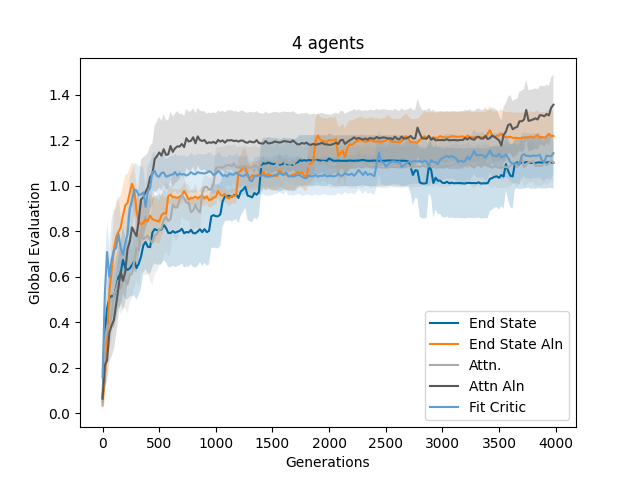 4 agents
Global Evaluation
1.4
1.2
1.0
0.8
0.6
0.4
0.2
0.0
End State
End State Aln
Attn.
Attn Aln
Fit Critic
0 500 1000 1500 2000 2500 3000 3500 4000
Generations